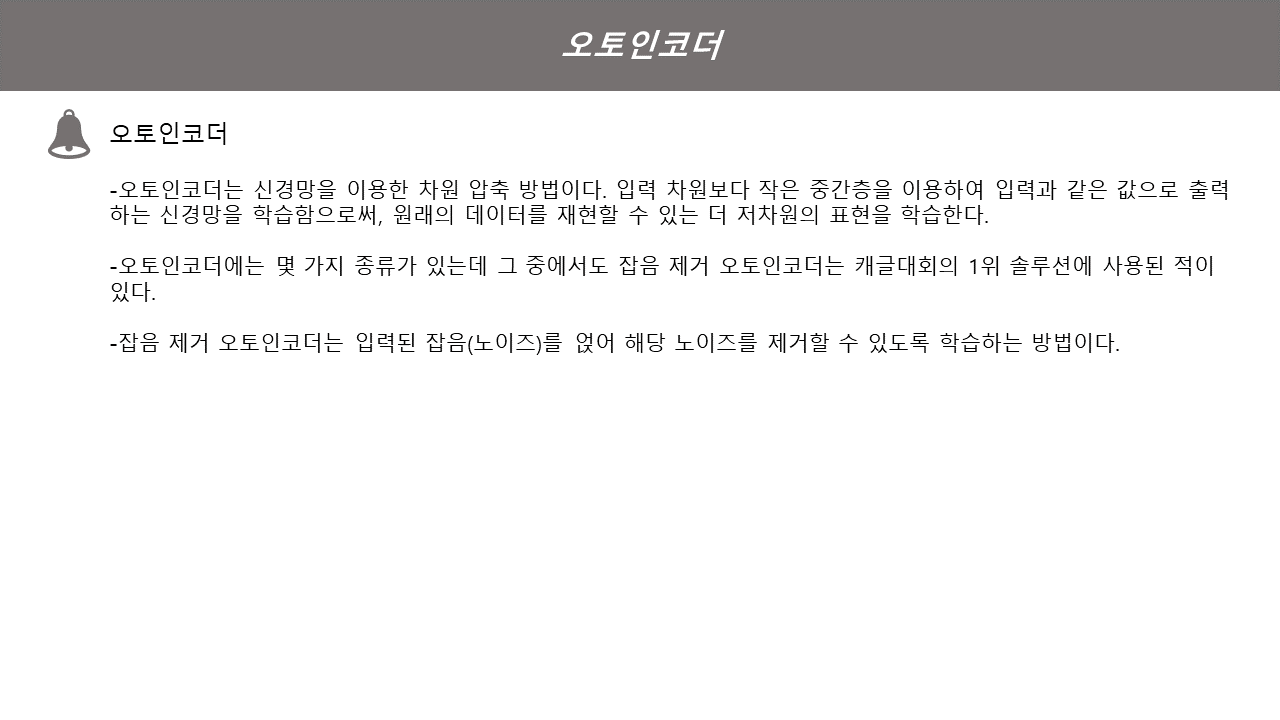 오토인코더
오토인코더
-오토인코더는 신경망을 이용한 차원 압축 방법이다. 입력 차원보다 작은 중간층을 이용하여 입력과 같은 값으로 출력
하는 신경망을 학습함으로써, 원래의 데이터를 재현할 수 있는 더 저차원의 표현을 학습한다.
-오토인코더에는 몇 가지 종류가 있는데 그 중에서도 잡음 제거 오토인코더는 캐글대회의 1위 솔루션에 사용된 적이
있다.
-잡음 제거 오토인코더는 입력된 잡음(노이즈)를 얹어 해당 노이즈를 제거할 수 있도록 학습하는 방법이다.